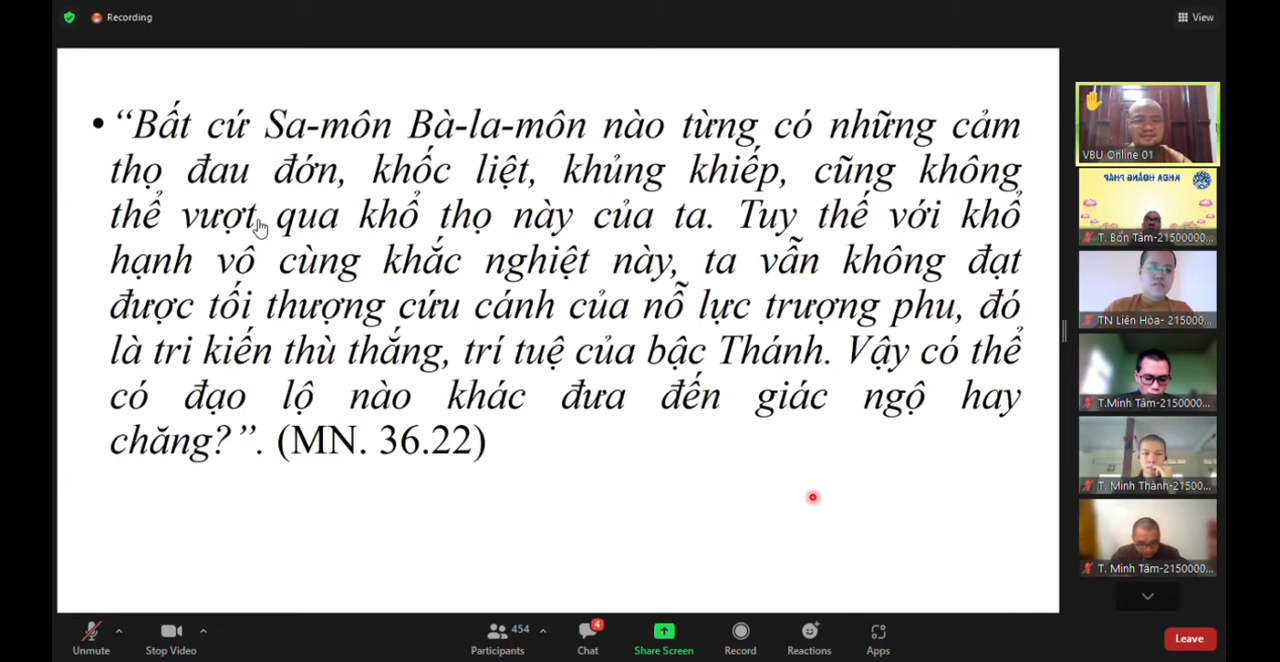 Recording
View
• “Bất cứ Sa-môn Bà-la-môn nào từng có những cảm
thọ đau đớn, khốc liệt, khủng khiếp, cũng không
thể vượt qua khổ thọ này của ta. Tuy thế với khổ
hạnh vô cùng khắc nghiệt này, ta vẫn không đạt
được tối thượng cứu cánh của nỗ lực trượng phu, đó
là tri kiến thù thắng, trí tuệ của bậc Thánh. Vậy có thể
có đạo lộ nào khác đưa đến giác ngộ hay
chăng?”. (MN. 36.22)
VBU Online 01
KHOA HOẰNG PHÁP
T. Bổn Tâm-21500000...
TN Liên Hòa- 215000...
T.Minh Tâm-2150000...
T. Minh Thành-21500...
T. Minh Tâm-2150000...
Unmute
Stop Video
Participants
454
Chat
4
Share Screen
Record
Reactions
Apps
Leave